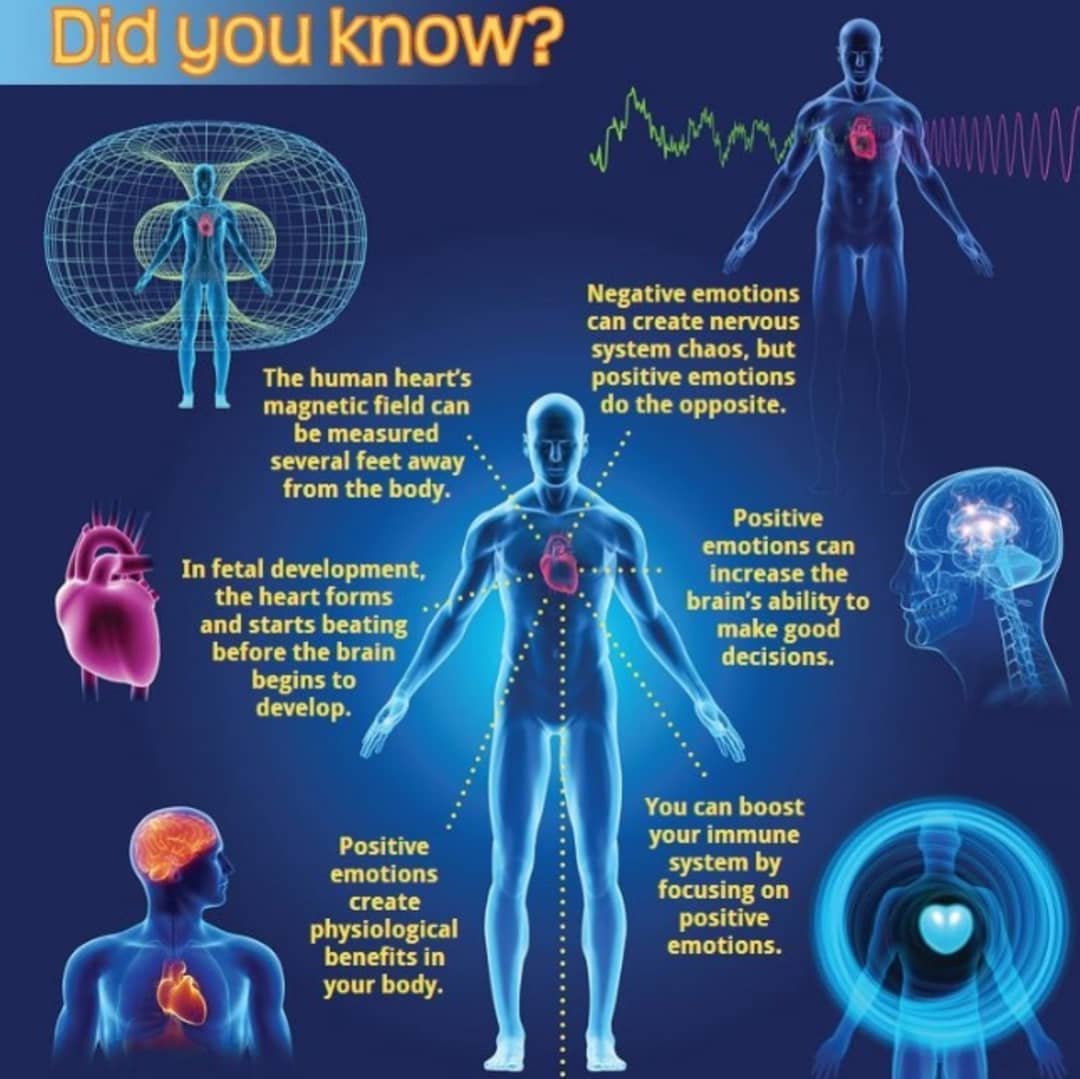 Did you know?
Negative emotions
can create nervous
system chaos, but
positive emotions
do the opposite.
The human heart's
magnetic field can
be measured
several feet away
from the body.
Positive
emotions can
increase the
brain's ability to
make good
decisions.
In fetal development,
the heart forms
and starts beating
before the brain
begins to
develop.
You can boost
your immune
system by
focusing on
positive
emotions.
Positive
emotions
create
physiological
benefits in
your body.